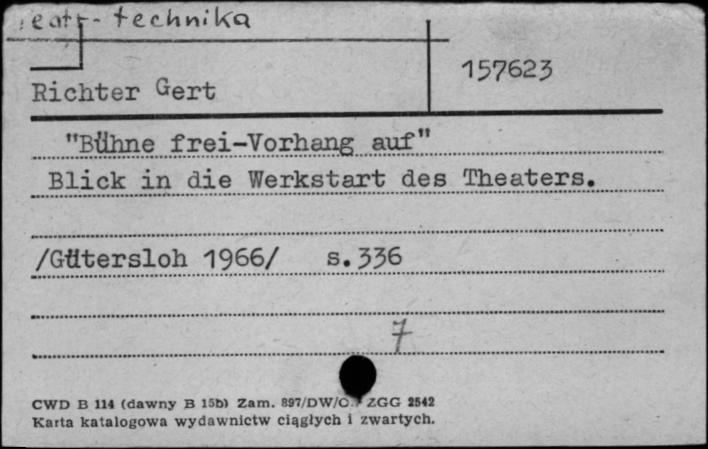 teatr-technika
157623
Richter Gert
"Bühne frei-Vorhang auf"
Blick in die Werkstart des Theaters.
/Gütersloh 1966/ s.336
7
CWD B 114 (dawny B 15b) Zam. 897/DW/C. ZGG 2542
Karta katalogowa wydawnictw ciągłych i zwartych.